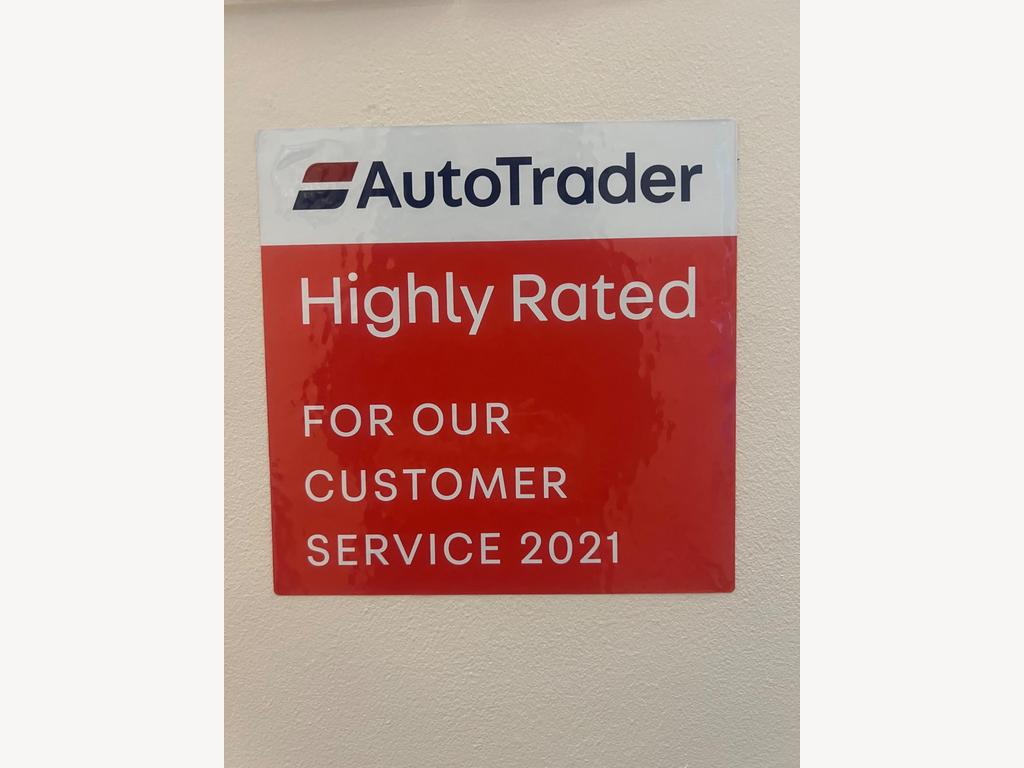 AutoTrader
Highly Rated
FOR OUR
CUSTOMER
SERVICE 2021